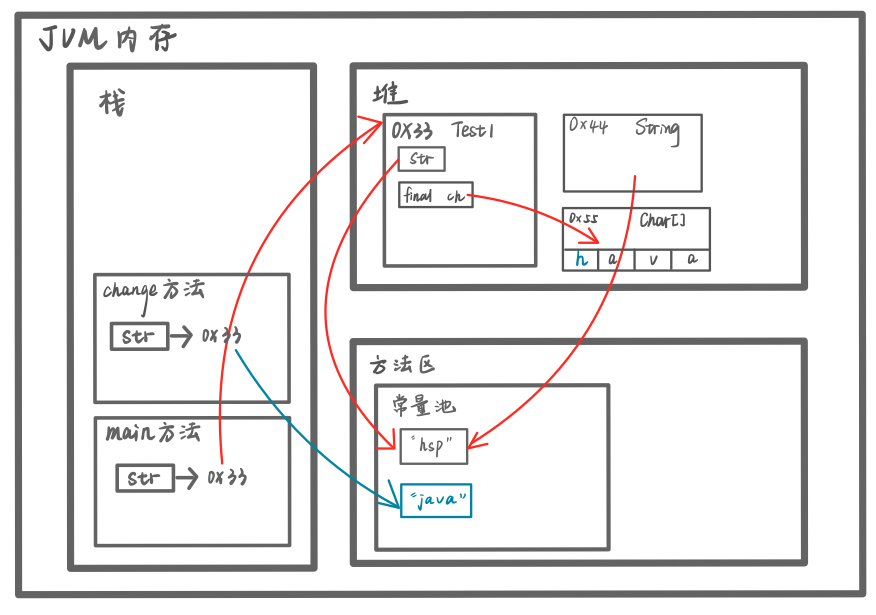 JVM内存
栈
change方法
str → 0x33
main方法
str → 0x33
堆
0X33 Test1
str
final ch
0x44 String
0x55 Char[]
h a v a
方法区
常量池
"hsp"
"java"